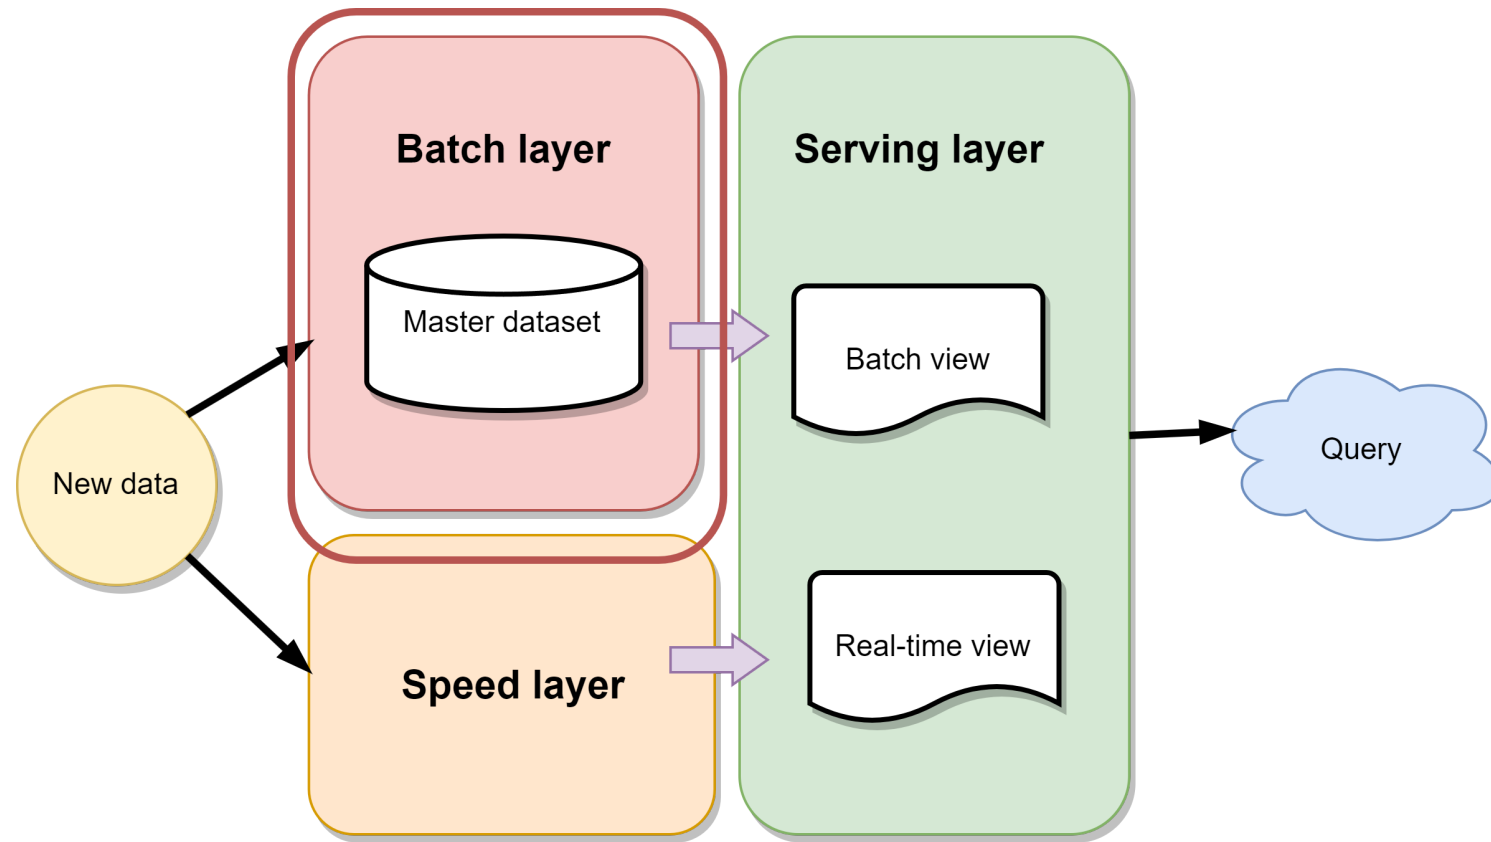 Batch layer
Serving layer
Master dataset
Batch view
New data
Query
Speed layer
Real-time view